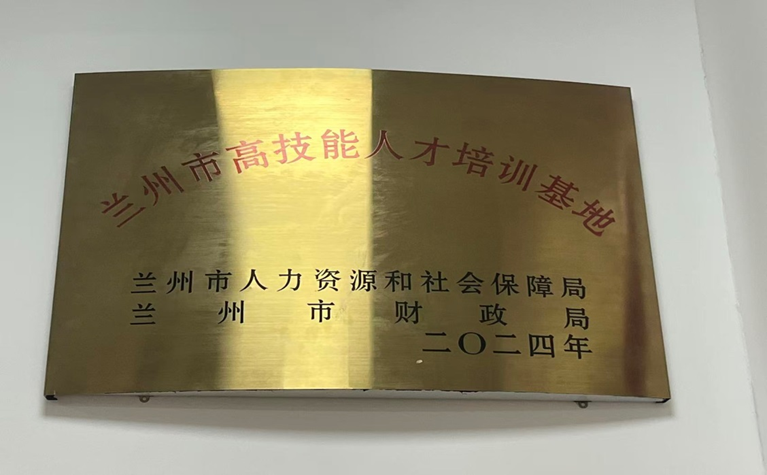 兰州市高技能人才培训基地
兰州市人力资源和社会保障局
兰州市财政局
二〇二四年